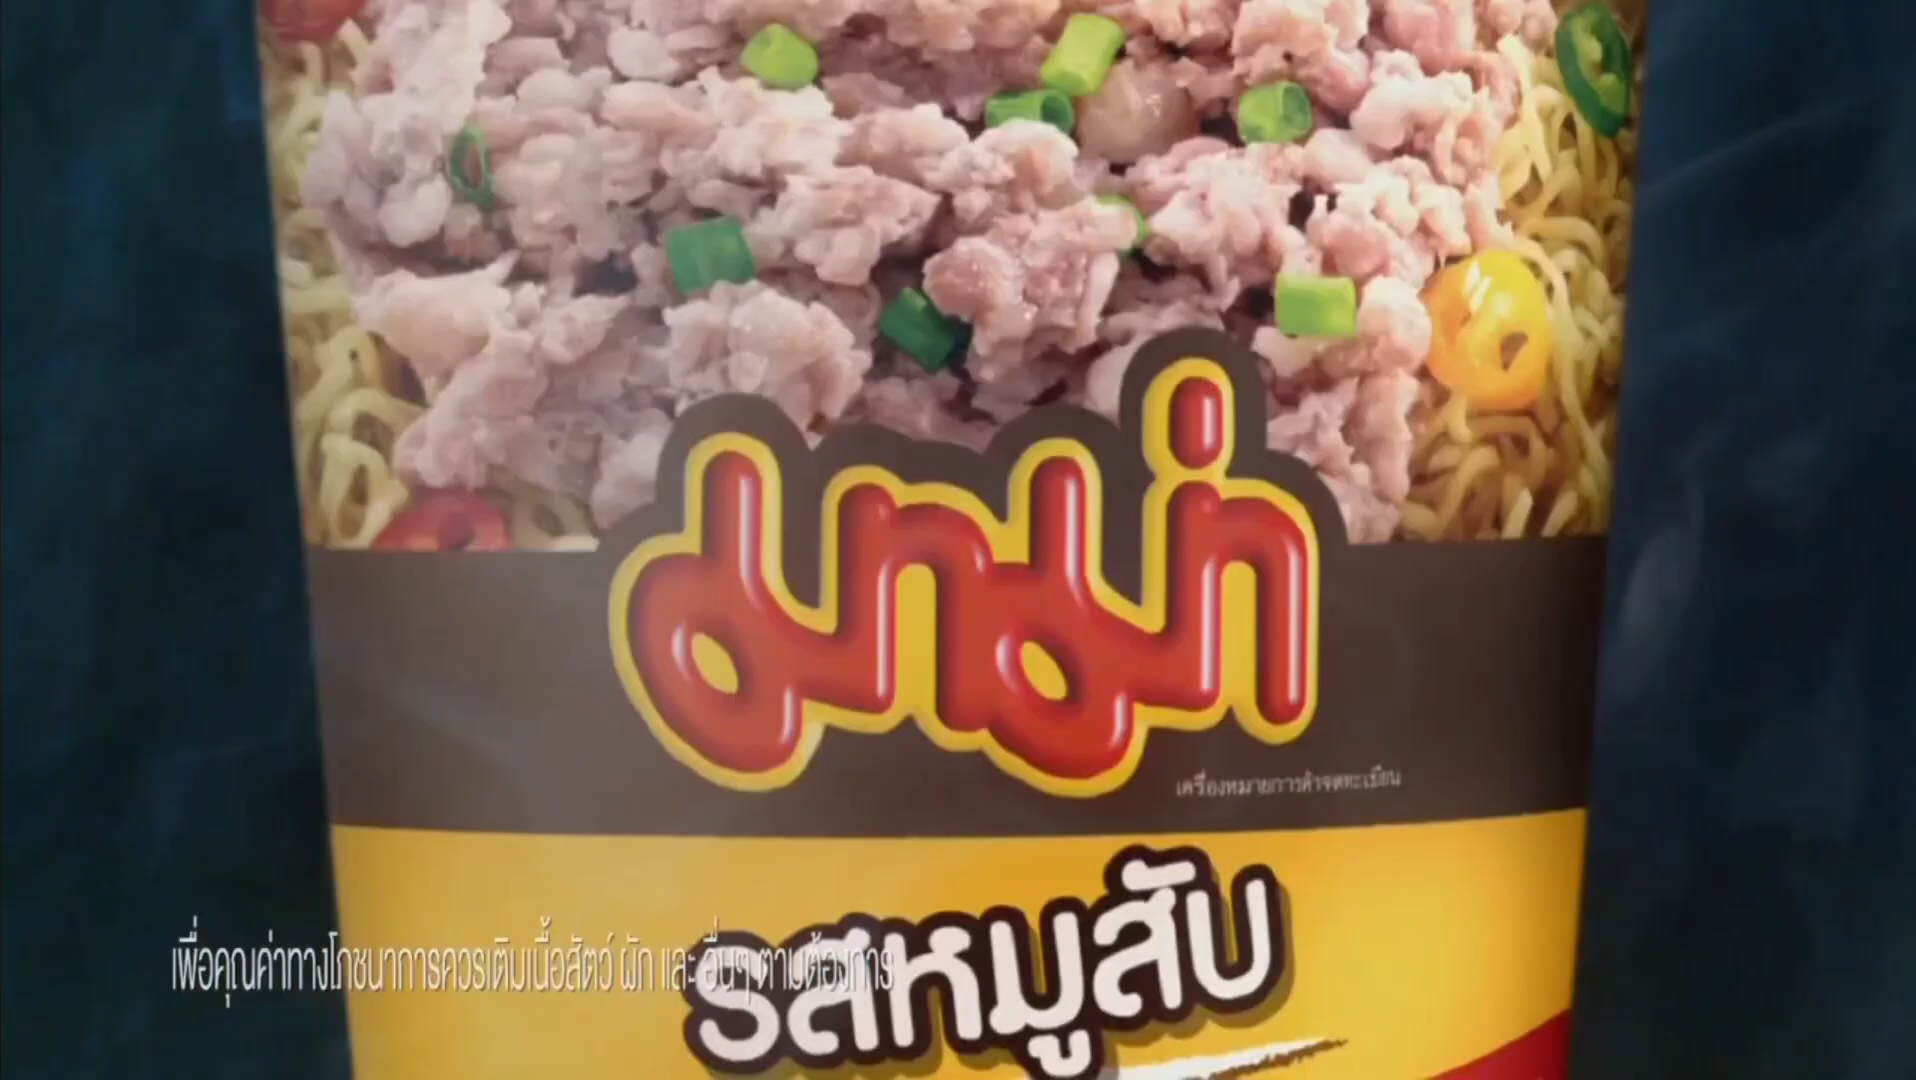 มาม่า
เครื่องหมายการค้าจดทะเบียน
รสหมูสับ
เพื่อคุณค่าทางโภชนาการควรเติมเนื้อสัตว์ ผัก และ อื่นๆ ตามต้องการ